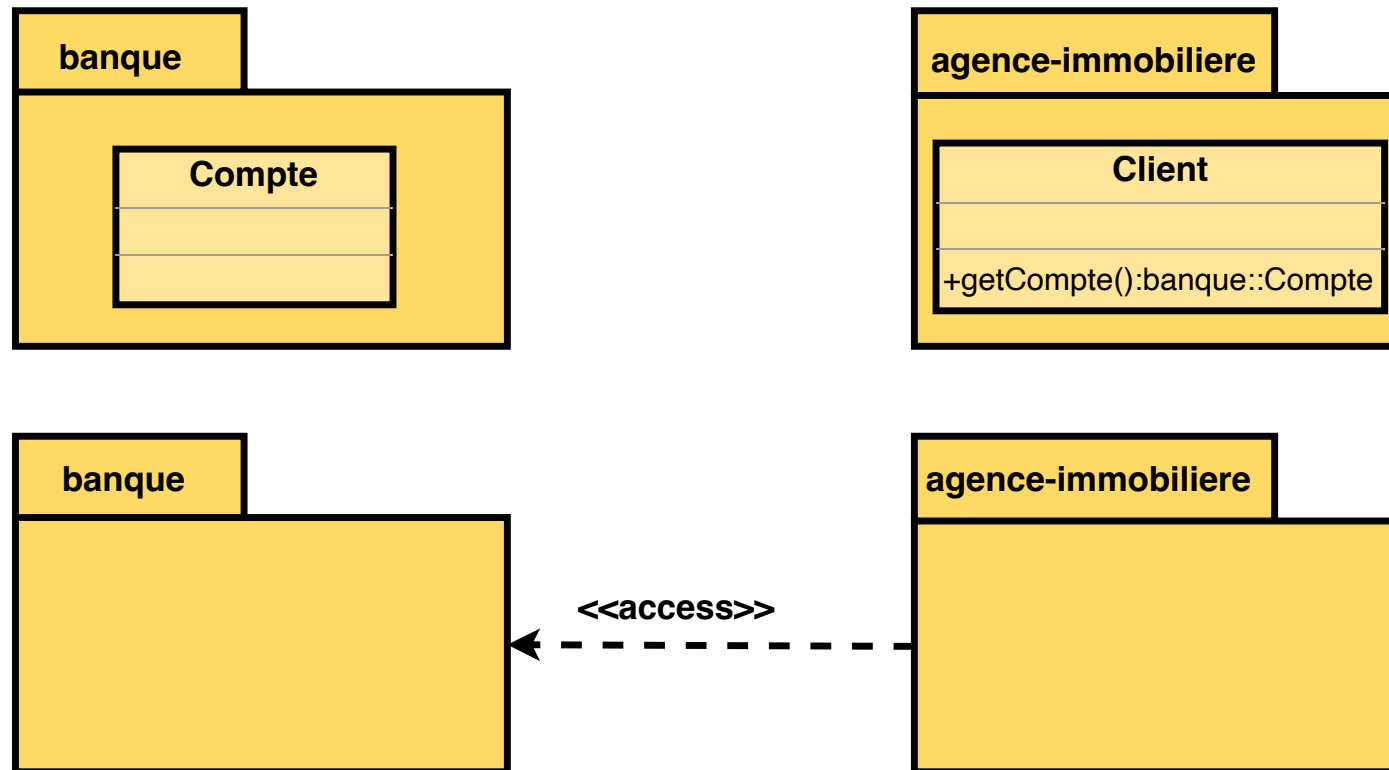 banque
agence-immobiliere
Compte
Client
+getCompte():banque::Compte
banque
agence-immobiliere
<<access>>